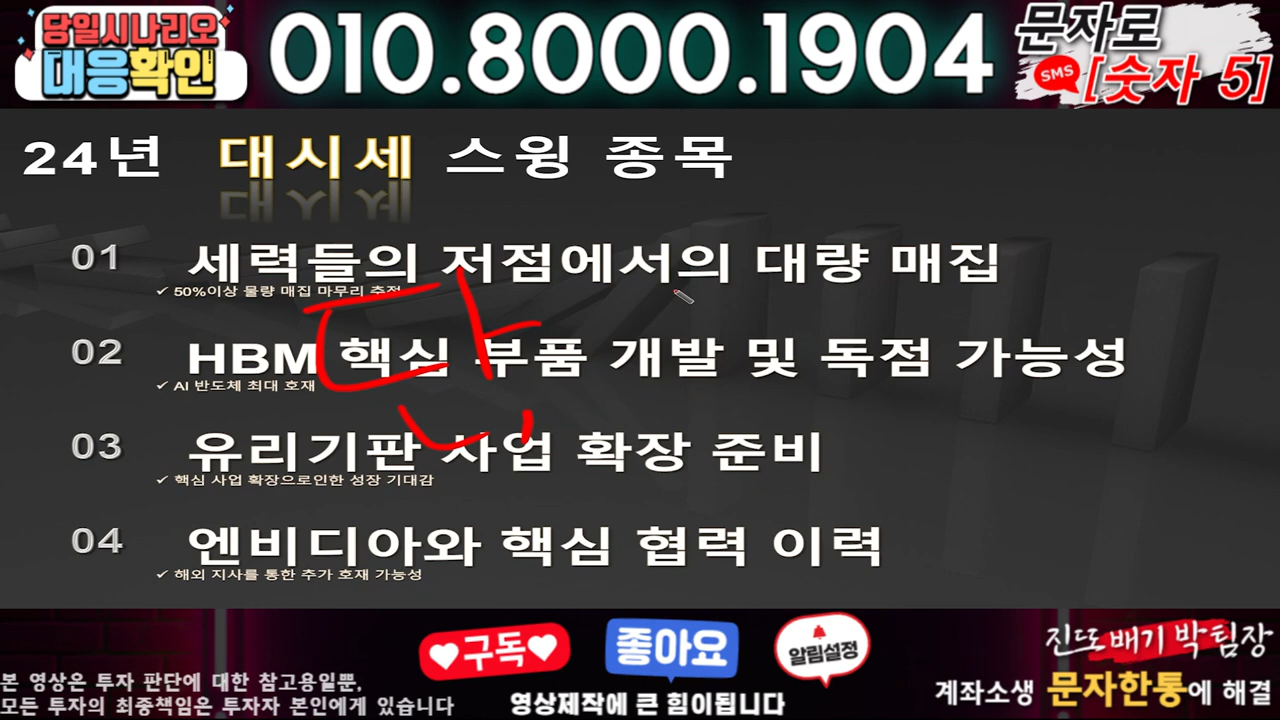 당일시나리오
대응확인
010.8000.1904
문자로
SMS [숫자 5]
24년 대시세 스윙 종목
01 세력들의 저점에서의 대량 매집
✓ 50%이상 물량 매집 마무리 추정
02 HBM 핵심 부품 개발 및 독점 가능성
✓ AI 반도체 최대 호재
단,
03 유리기판 사업 확장 준비
✓ 핵심 사업 확장으로인한 성장 기대감
04 엔비디아와 핵심 협력 이력
✓ 해외 지사를 통한 추가 호재 가능성
구독
좋아요
알림설정
영상제작에 큰 힘이됩니다
본 영상은 투자 판단에 대한 참고용일뿐,
모든 투자의 최종책임은 투자자 본인에게 있습니다
진또배기 박팀장
계좌소생 문자한통에 해결